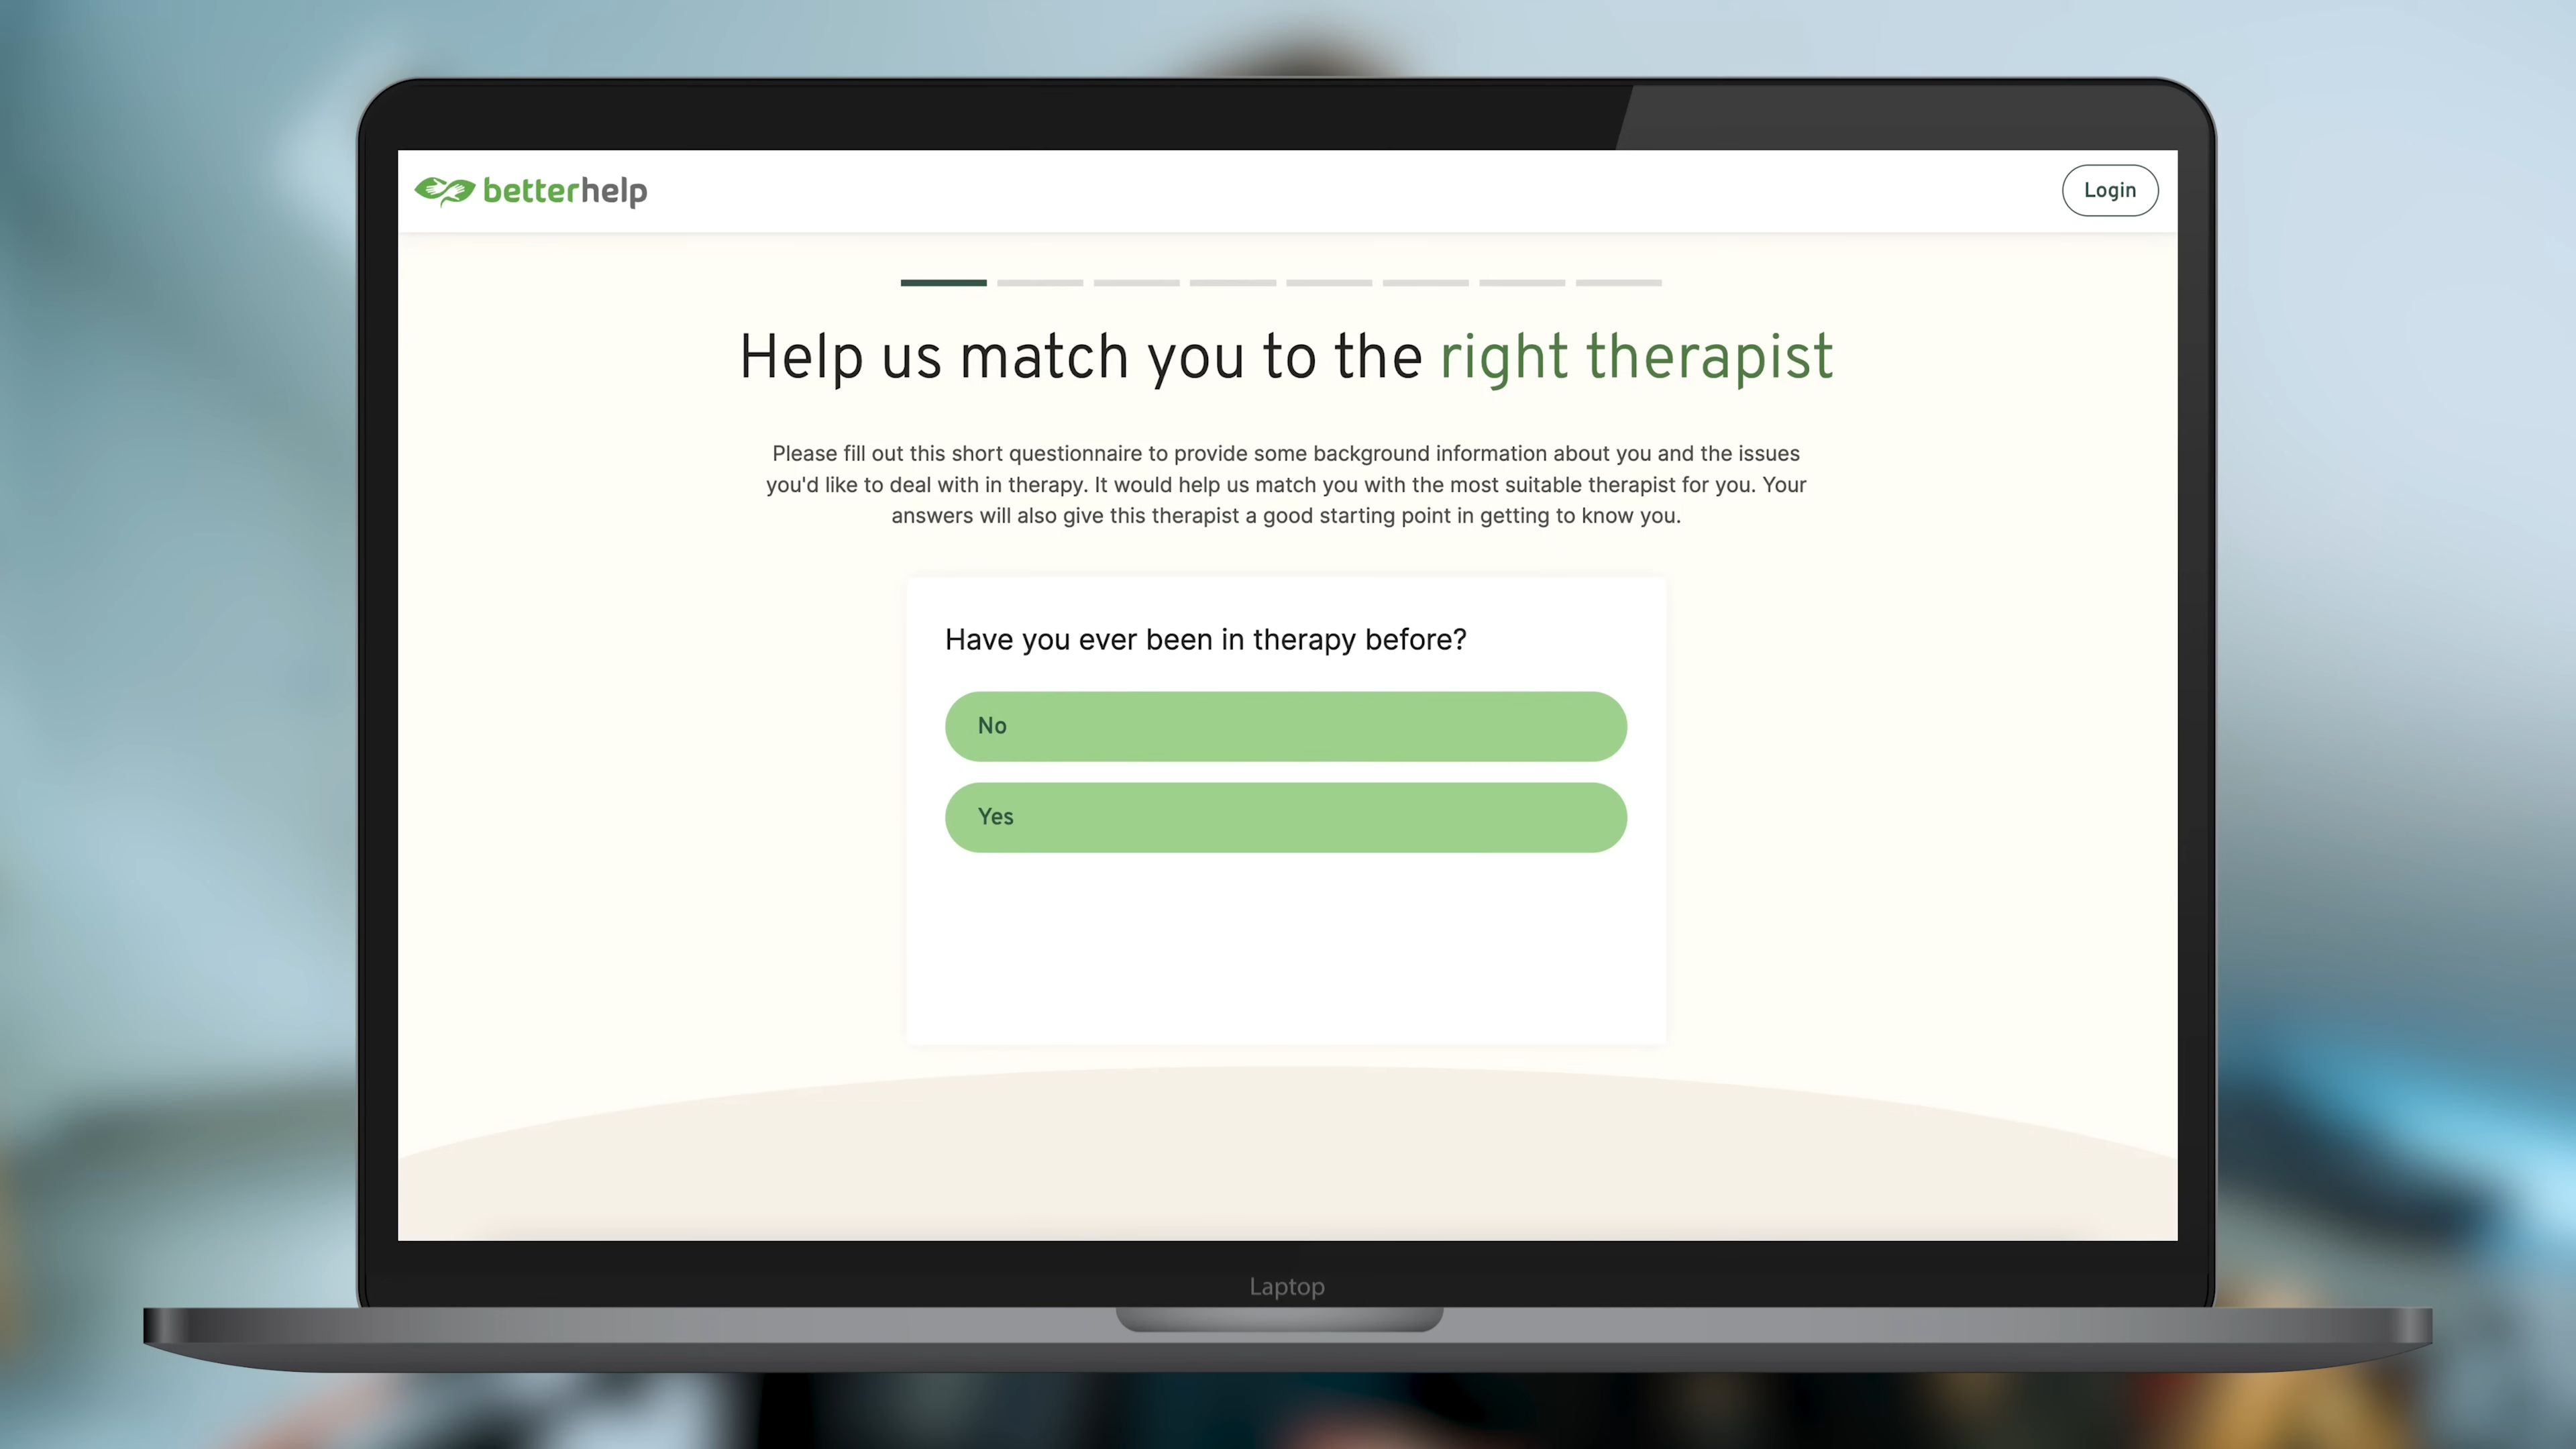 betterhelp
Login
Help us match you to the right therapist
Please fill out this short questionnaire to provide some background information about you and the issues
you'd like to deal with in therapy. It would help us match you with the most suitable therapist for you. Your
answers will also give this therapist a good starting point in getting to know you.
Have you ever been in therapy before?
No
Yes
Laptop